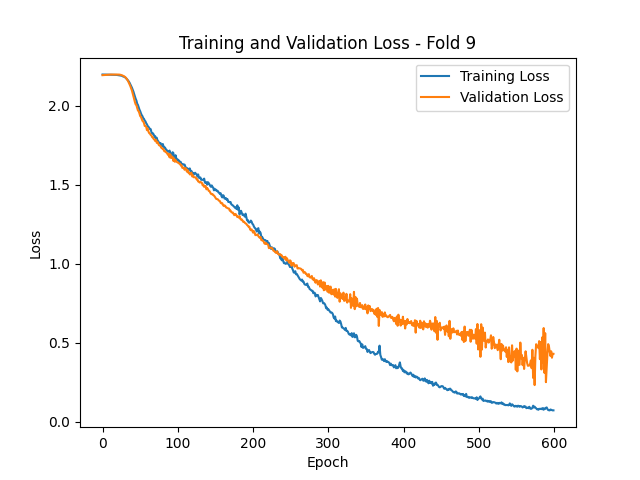 Training and Validation Loss - Fold 9
Training Loss
Validation Loss
Loss
2.0
1.5
1.0
0.5
0.0
0 100 200 300 400 500 600
Epoch